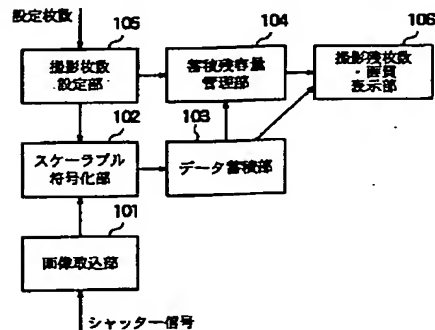 設定枚数
105
撮影枚数
設定部
104
蓄積残容量
管理部
106
撮影残枚数
・画質
表示部
102
スケーラブル
符号化部
103
データ蓄積部
101
画像取込部
シャッター信号